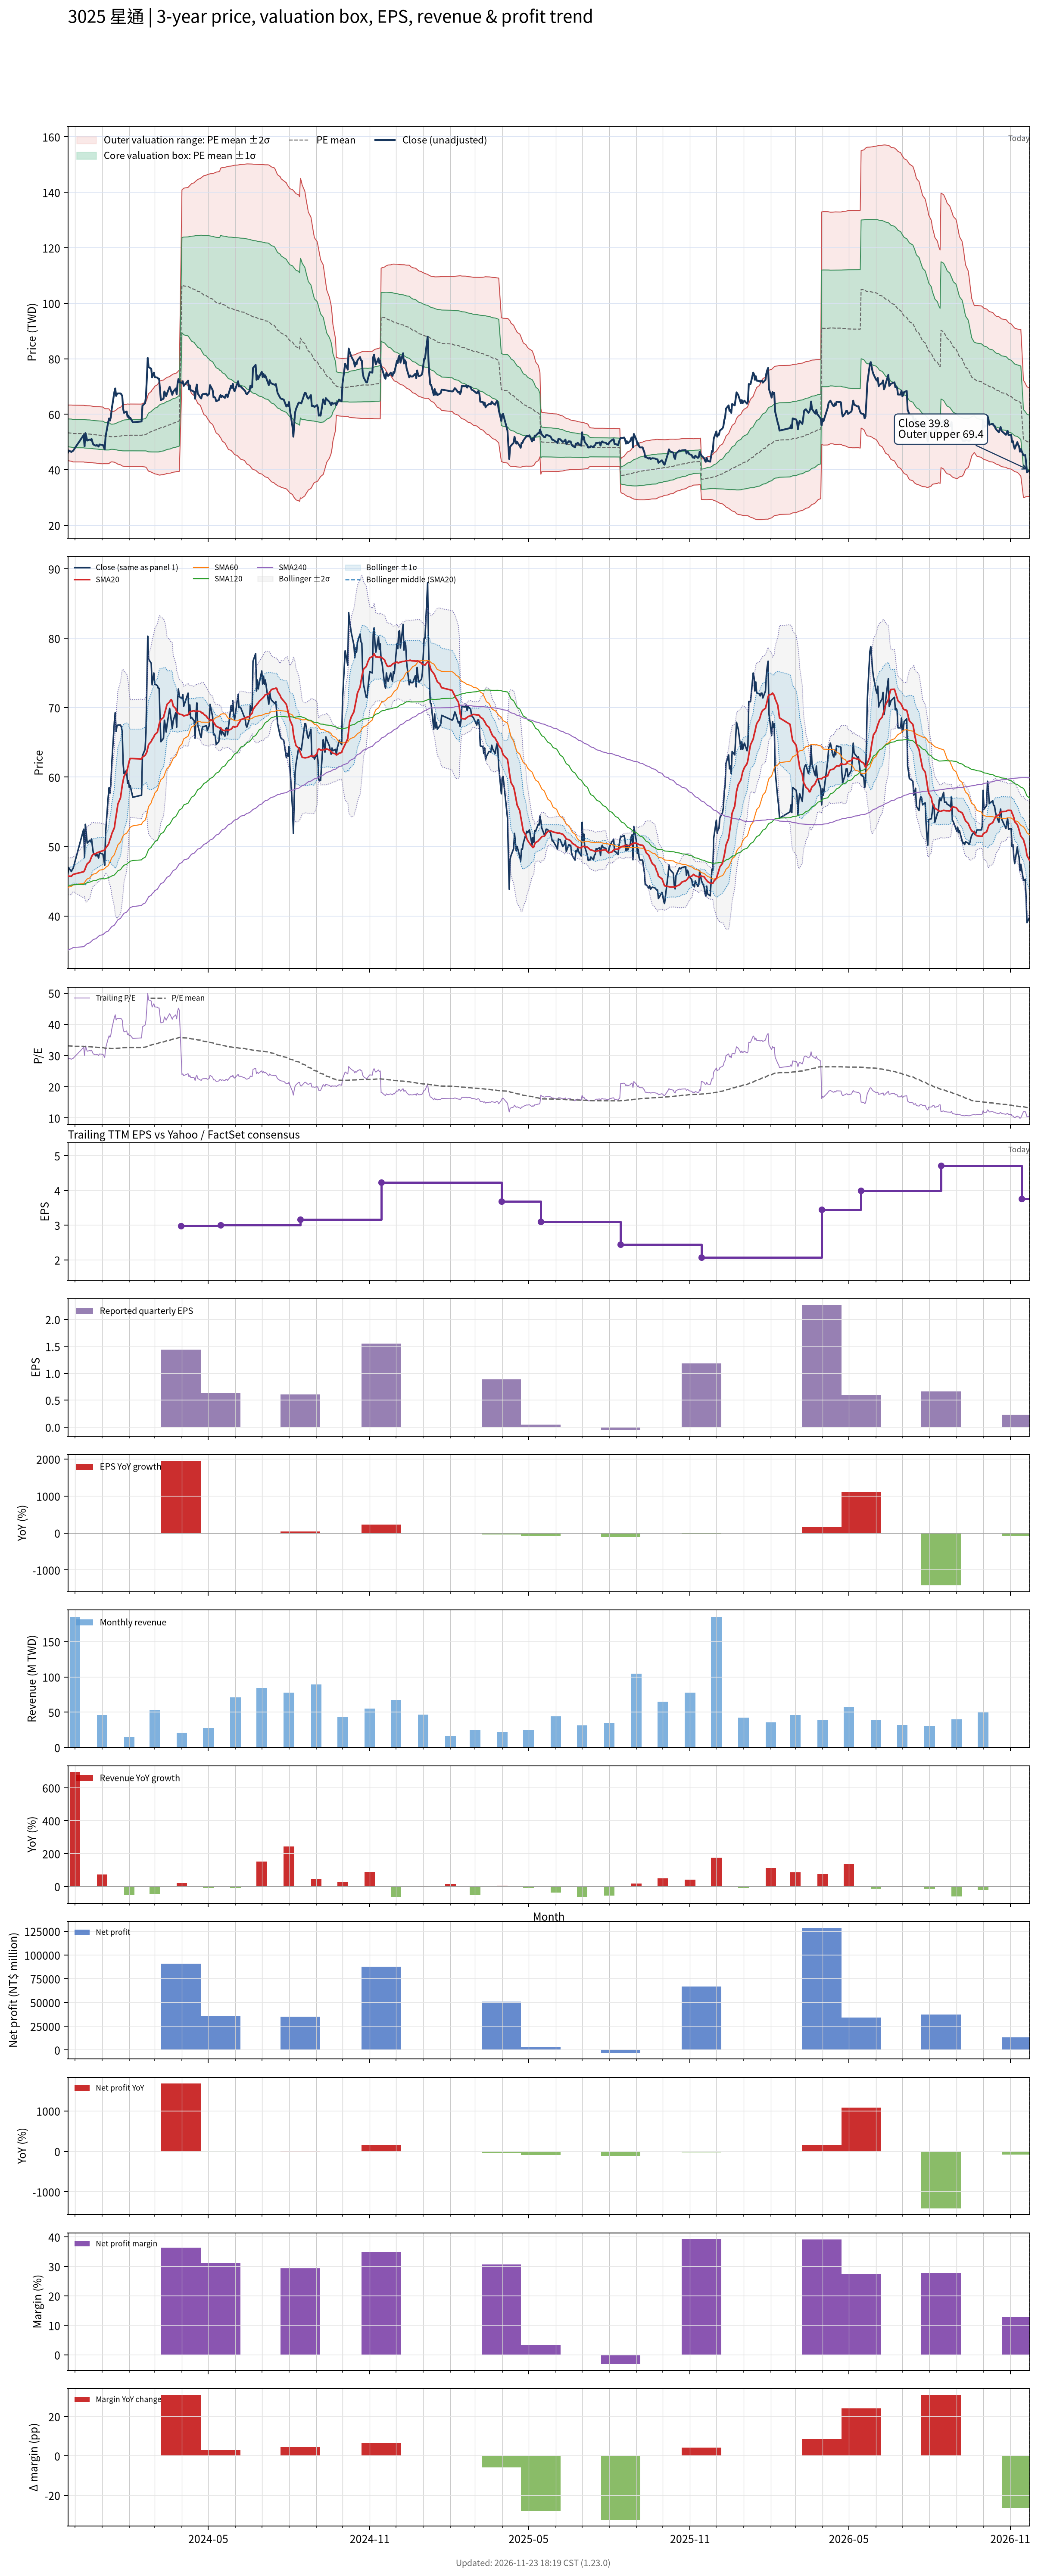 3025 星通 | 3-year price, valuation box, EPS, revenue & profit trend
Outer valuation range: PE mean ±2σ
PE mean
Close (unadjusted)
Core valuation box: PE mean ±1σ
Today
160
140
120
100
80
60
40
20
Price (TWD)
Close 39.8
Outer upper 69.4
Close (same as panel 1)
SMA60
SMA240
Bollinger ±1σ
SMA20
SMA120
Bollinger ±2σ
Bollinger middle (SMA20)
90
80
70
60
50
40
Price
Trailing P/E
P/E mean
50
40
30
20
10
P/E
Trailing TTM EPS vs Yahoo / FactSet consensus
Today
5
4
3
2
EPS
Reported quarterly EPS
2.0
1.5
1.0
0.5
0.0
EPS
EPS YoY growth
2000
1000
0
-1000
YoY (%)
Monthly revenue
150
100
50
0
Revenue (M TWD)
Revenue YoY growth
600
400
200
0
YoY (%)
Month
Net profit
125000
100000
75000
50000
25000
0
Net profit (NT$ million)
Net profit YoY
1000
0
-1000
YoY (%)
Net profit margin
40
30
20
10
0
Margin (%)
Margin YoY change
20
0
-20
Δ margin (pp)
2024-05
2024-11
2025-05
2025-11
2026-05
2026-11
Updated: 2026-11-23 18:19 CST (1.23.0)